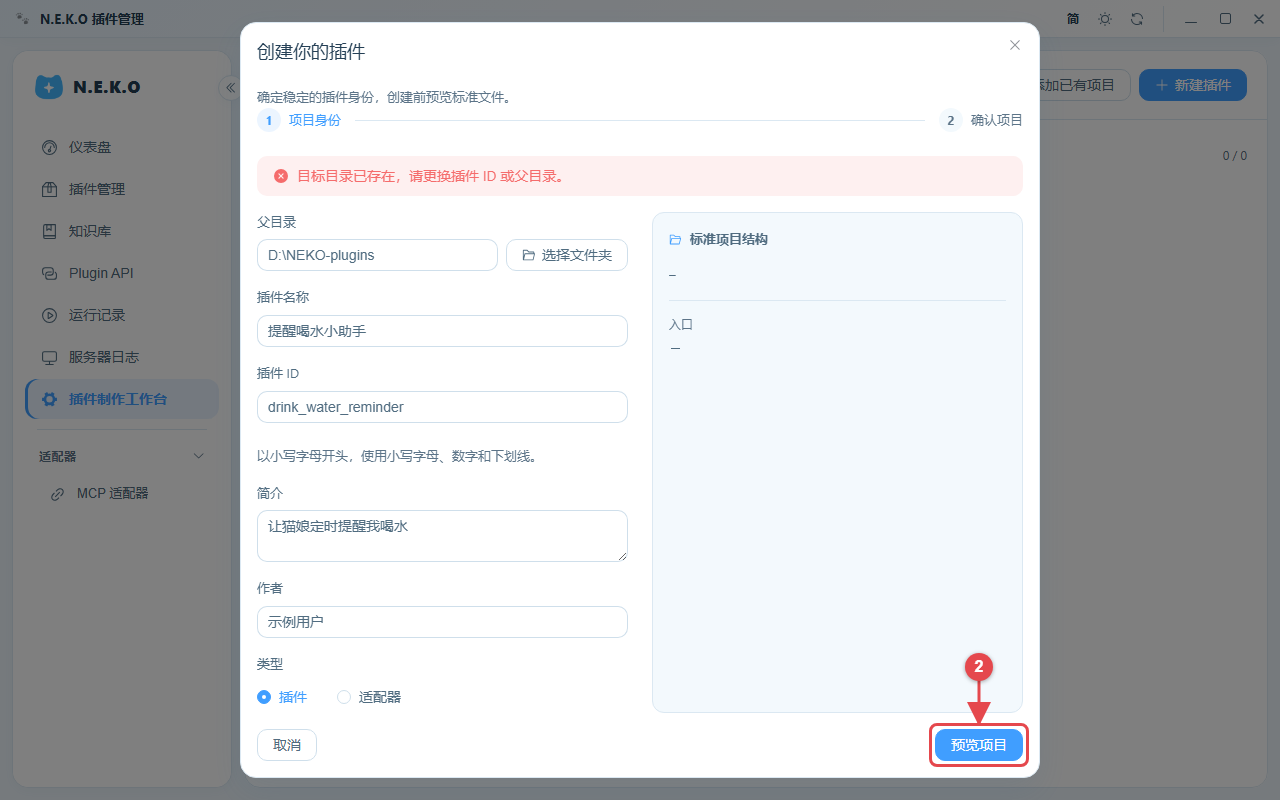 N.E.K.O 插件管理
简
N.E.K.O
仪表盘
插件管理
知识库
Plugin API
运行记录
服务器日志
插件制作工作台
适配器
MCP 适配器
加已有项目
新建插件
0 / 0
创建你的插件
确定稳定的插件身份，创建前预览标准文件。
1 项目身份
2 确认项目
目标目录已存在，请更换插件 ID 或父目录。
父目录
D:\NEKO-plugins
选择文件夹
插件名称
提醒喝水小助手
插件 ID
drink_water_reminder
以小写字母开头，使用小写字母、数字和下划线。
简介
让猫娘定时提醒我喝水
作者
示例用户
类型
插件
适配器
标准项目结构
–
入口
—
2
取消
预览项目